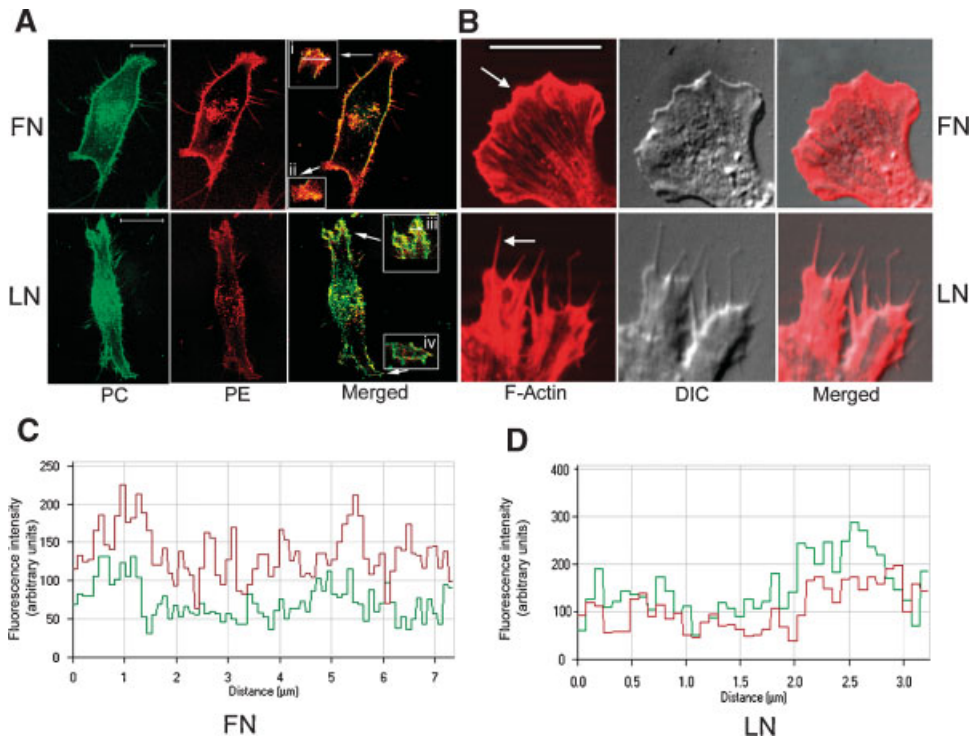 A
B
i
ii
FN
FN
iii
iv
LN
LN
PC
PE
Merged
F-Actin
DIC
Merged
C
D
Fluorescence intensity
(arbitrary units)
250
200
150
100
50
0
0
1
2
3
4
5
6
7
Distance (µm)
FN
Fluorescence intensity
(arbitrary units)
400
300
200
100
0
0.0
0.5
1.0
1.5
2.0
2.5
3.0
Distance (µm)
LN